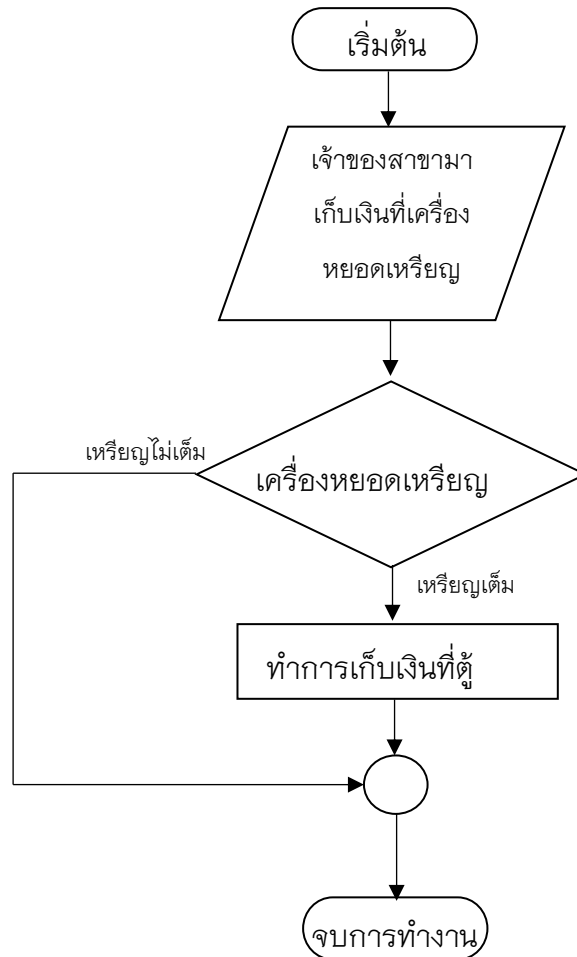 เริ่มต้น
เจ้าของสาขามา
เก็บเงินที่เครื่อง
หยอดเหรียญ
เหรียญไม่เต็ม
เครื่องหยอดเหรียญ
เหรียญเต็ม
ทำการเก็บเงินที่ตู้
จบการทำงาน